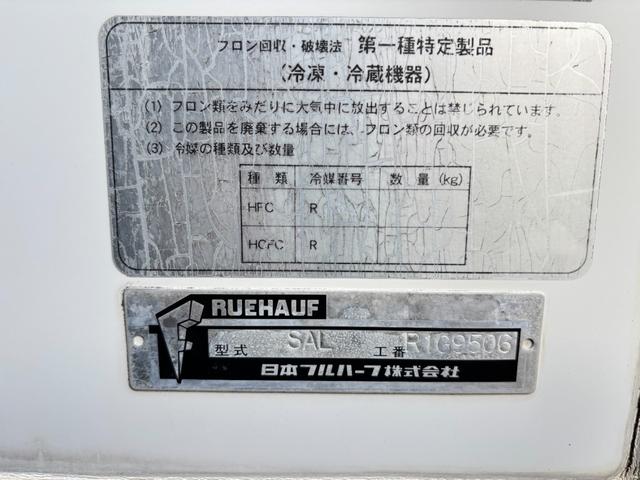 フロン回収・破壊法 第一種特定製品
(冷凍・冷蔵機器)
(1) フロン類をみだりに大気中に放出することは禁じられています.
(2) この製品を廃棄する場合には、フロン類の回収が必要です.
(3) 冷媒の種類及び数量
種 類 冷媒番号 数 量 (kg)
HFC R
HCFC R
RUEHAUF
型式 SAL 工番 R1G9506
日本フルハーフ株式会社